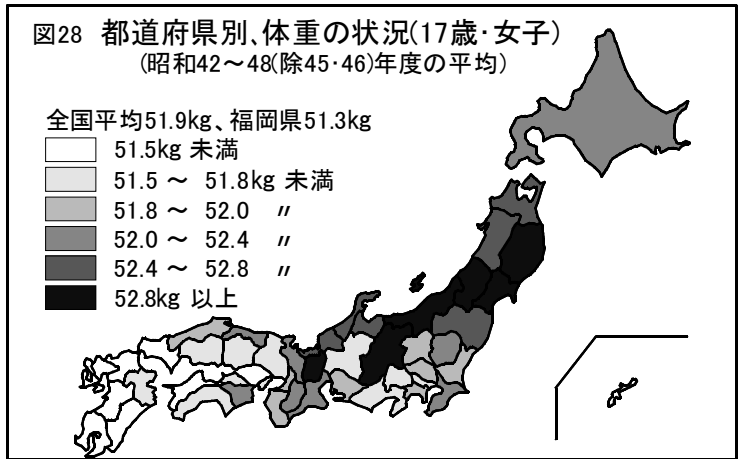 図28 都道府県別、体重の状況(17歳･女子)
(昭和42～48(除45･46)年度の平均)
全国平均51.9kg、福岡県51.3kg
51.5kg 未満
51.5 ～ 51.8kg 未満
51.8 ～ 52.0 〃
52.0 ～ 52.4 〃
52.4 ～ 52.8 〃
52.8kg 以上